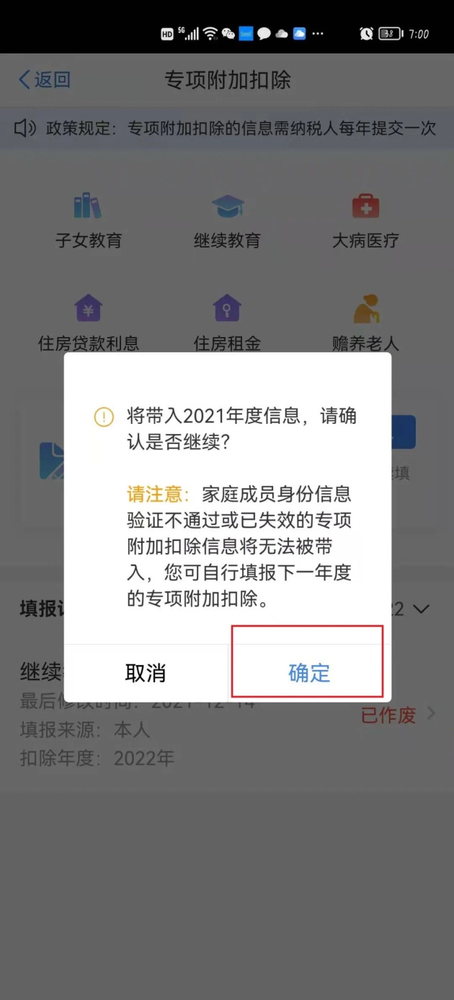 HD 5G 38 7:00
返回 专项附加扣除
政策规定：专项附加扣除的信息需纳税人每年提交一次
子女教育 继续教育 大病医疗
住房贷款利息 住房租金 赡养老人
将带入2021年度信息，请确
认是否继续？
请注意：家庭成员身份信息
验证不通过或已失效的专项
附加扣除信息将无法被带
入，您可自行填报下一年度
的专项附加扣除。
填
填报
22
取消 确定
继续
最后修改时间：2021-12-14
已作废
填报来源：本人
扣除年度：2022年